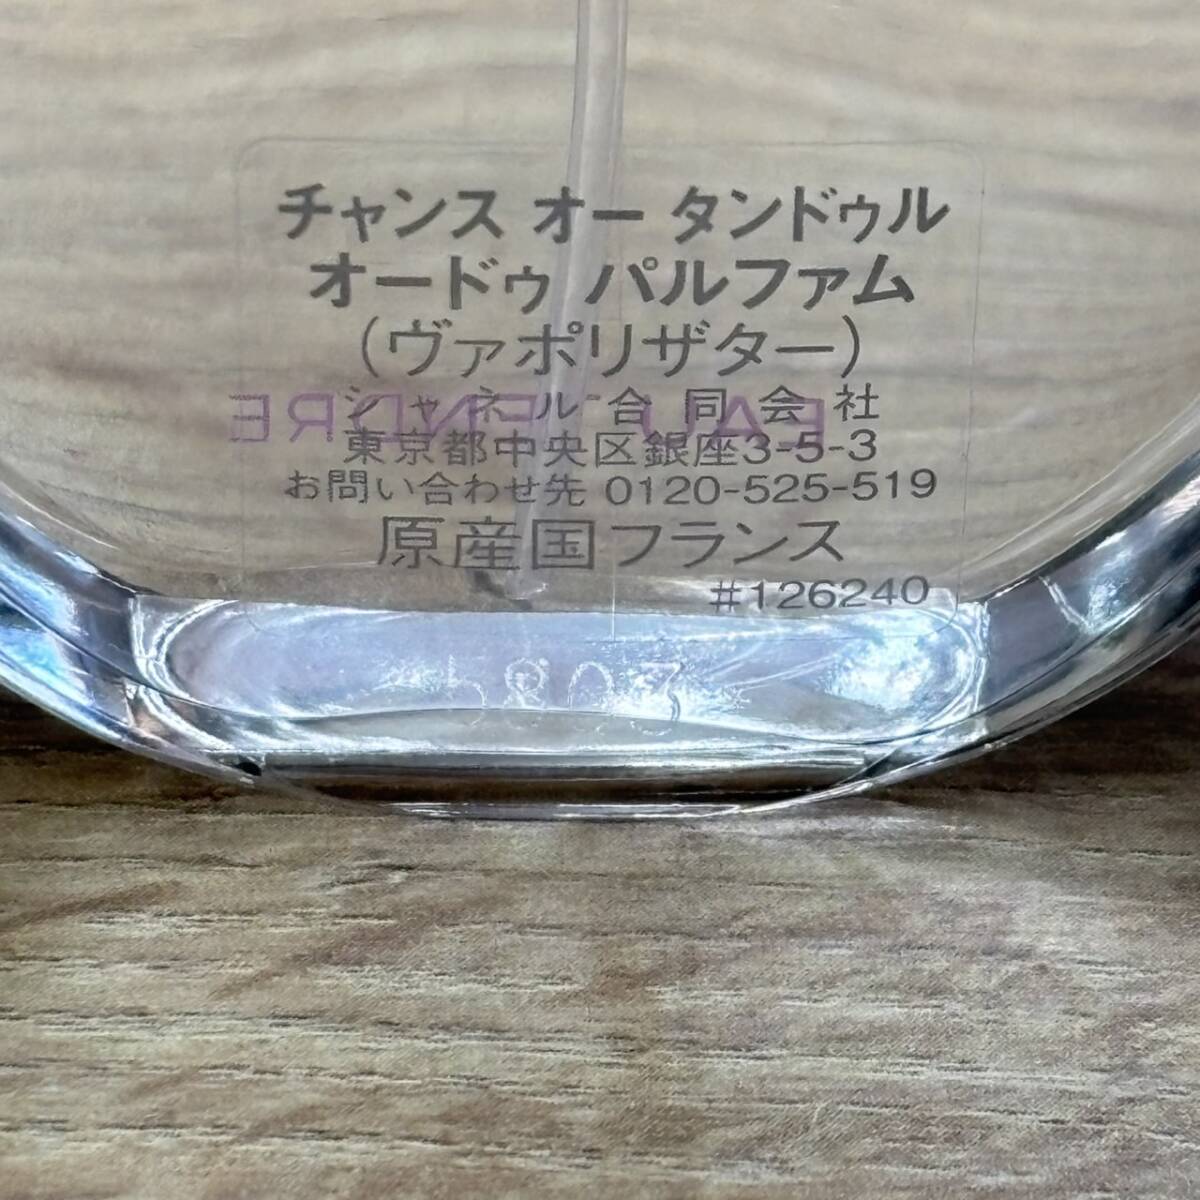 チャンス オー タンドゥル
オードゥ パルファム
(ヴァポリザター)
シャネル合同会社
EAU TENDRE
東京都中央区銀座3-5-3
お問い合わせ先 0120-525-519
原産国フランス
#126240